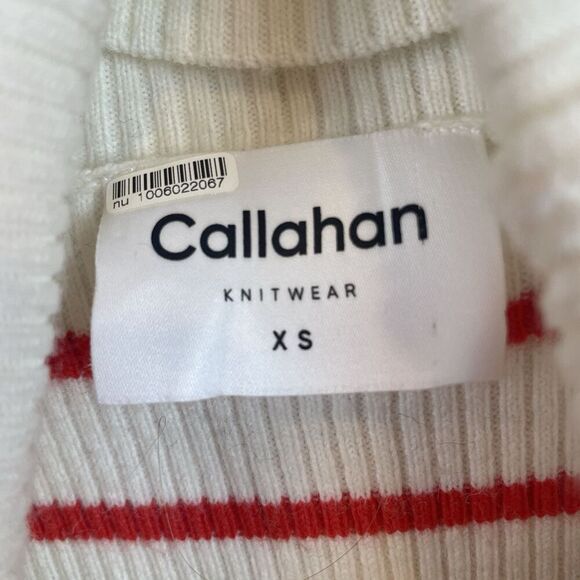 nu 1006022067
Callahan
KNITWEAR
XS